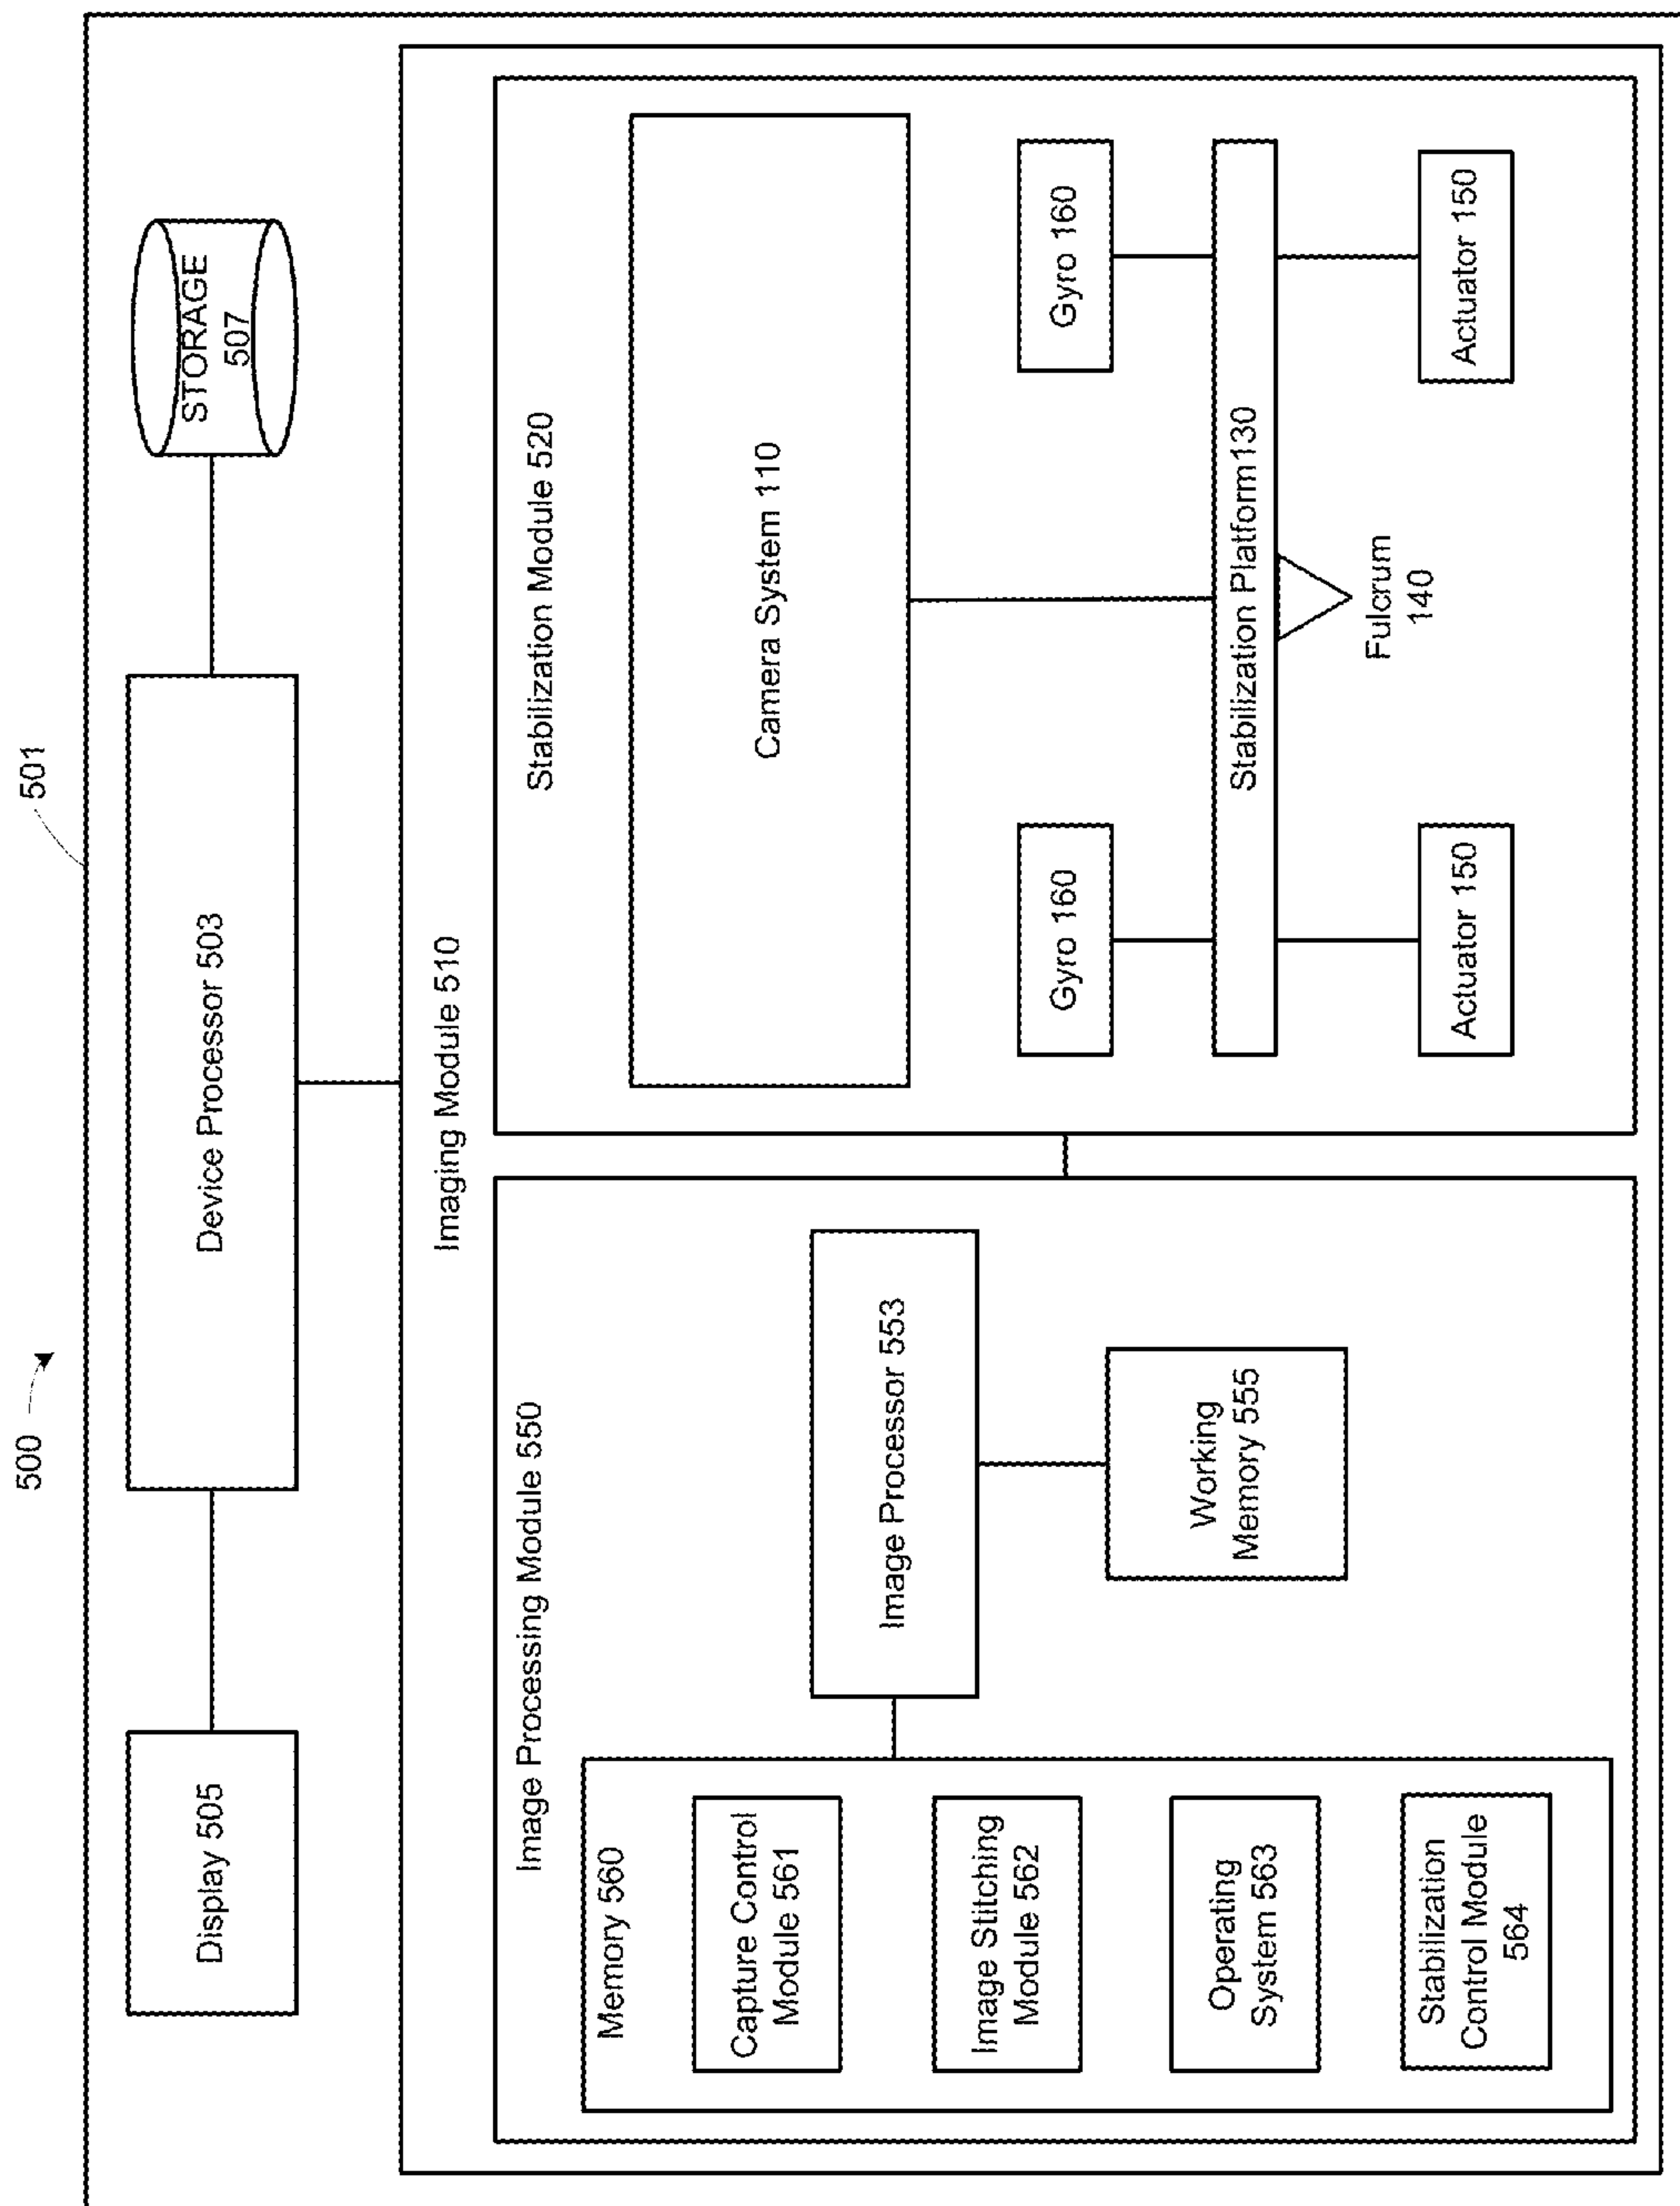 500
501
Display 505
Device Processor 503
STORAGE
507
Imaging Module 510
Image Processing Module 550
Memory 560
Capture Control
Module 561
Image Stitching
Module 562
Operating
System 563
Stabilization
Control Module
564
Image Processor 553
Working
Memory 555
Stabilization Module 520
Camera System 110
Gyro 160
Gyro 160
Stabilization Platform130
Fulcrum
140
Actuator 150
Actuator 150